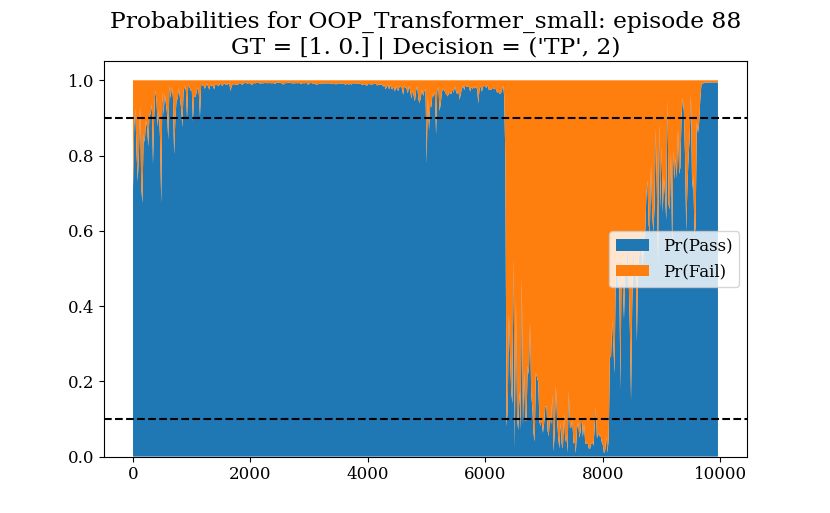 Probabilities for OOP_Transformer_small: episode 88
GT = [1. 0.] | Decision = ('TP', 2)
1.0
0.8
0.6
0.4
0.2
0.0
Pr(Pass)
Pr(Fail)
0 2000 4000 6000 8000 10000